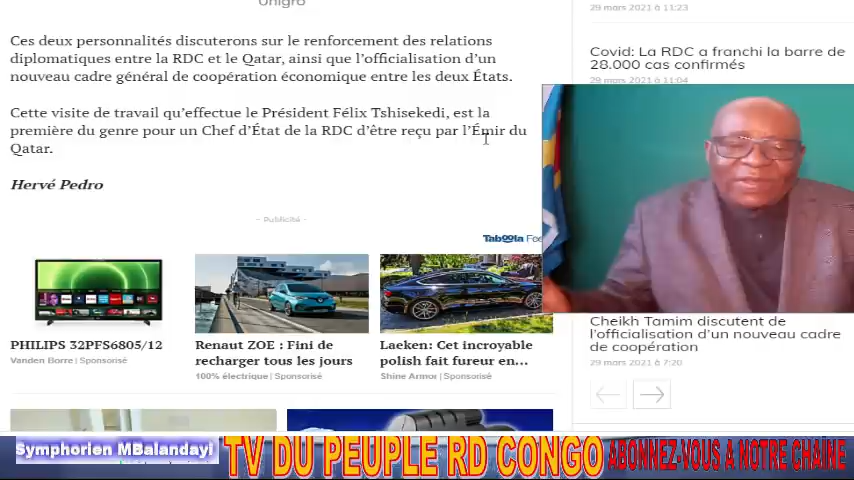 Unigro
Ces deux personnalités discuterons sur le renforcement des relations
diplomatiques entre la RDC et le Qatar, ainsi que l'officialisation d'un
nouveau cadre général de coopération économique entre les deux États.
Cette visite de travail qu'effectue le Président Félix Tshisekedi, est la
première du genre pour un Chef d'État de la RDC d'être reçu par l'Émir du
Qatar.
Hervé Pedro
- Publicité -
Taboola Fee
PHILIPS 32PFS6805/12
Vanden Borre | Sponsorisé
Renaut ZOE : Fini de
recharger tous les jours
100% électrique | Sponsorisé
Laeken: Cet incroyable
polish fait fureur en...
Shine Armor | Sponsorisé
29 mars 2021 à 11:23
Covid: La RDC a franchi la barre de
28.000 cas confirmés
29 mars 2021 à 11:04
Cheikh Tamim discutent de
l'officialisation d'un nouveau cadre
de coopération
29 mars 2021 à 7:20
Symphorien MBalandayi
TV DU PEUPLE RD CONGO
ABONNEZ-VOUS A NOTRE CHAINE